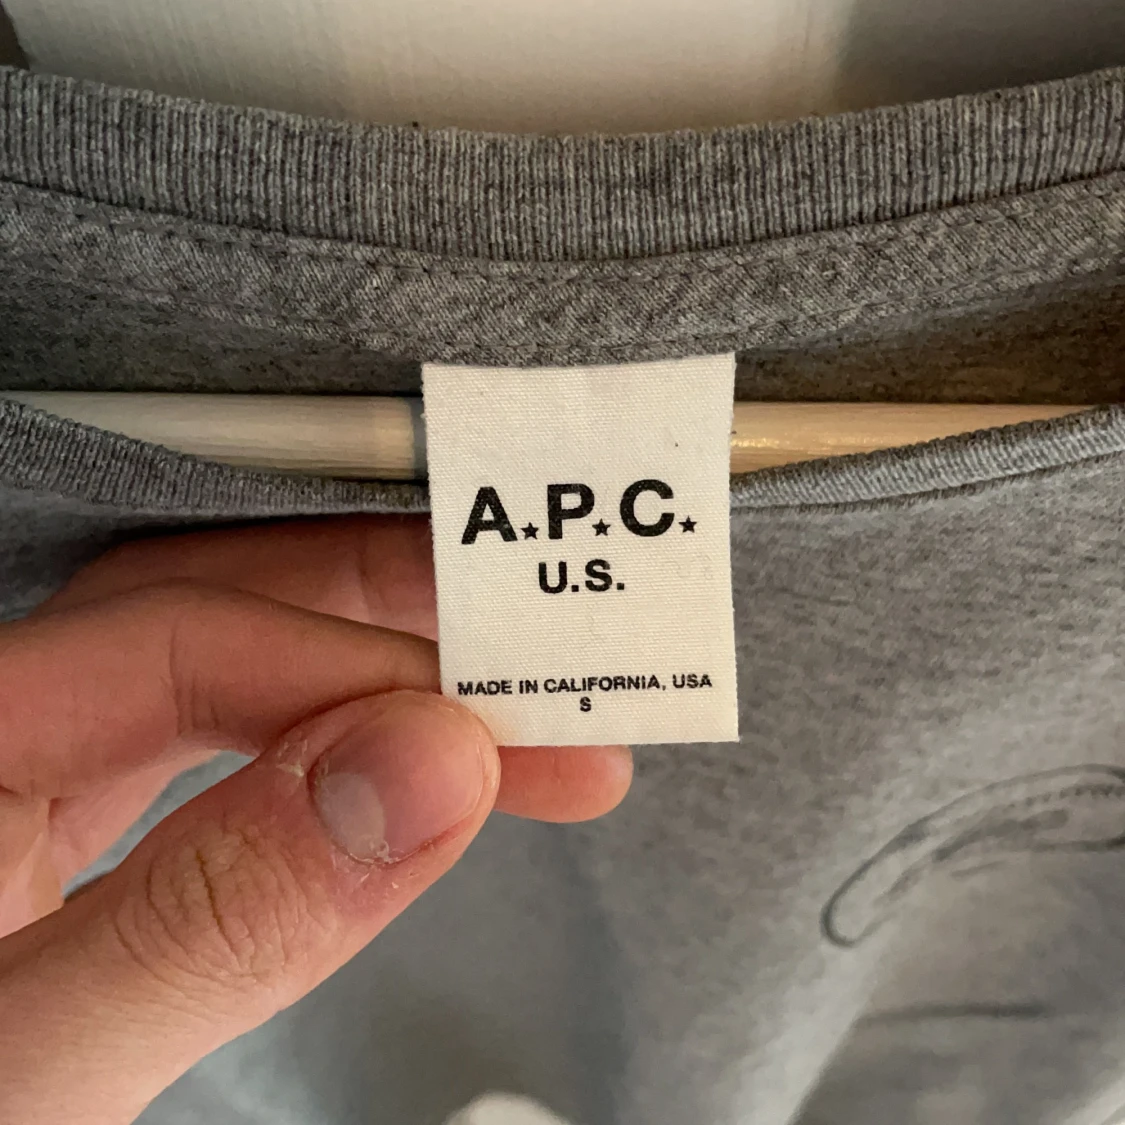 A★P★C★
U.S.
MADE IN CALIFORNIA, USA
S